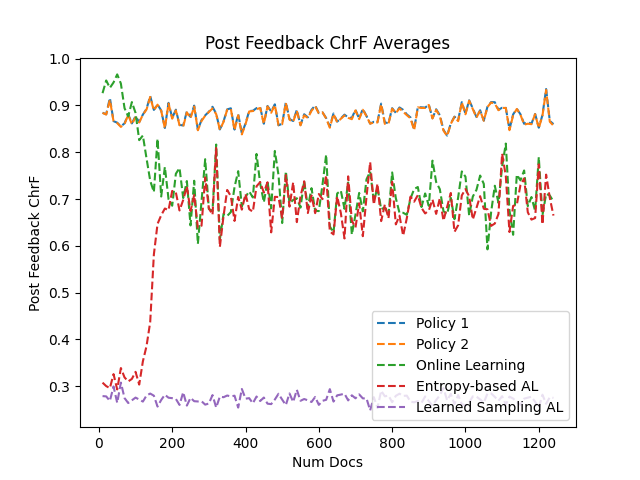 Post Feedback ChrF Averages
Post Feedback ChrF
1.0
0.9
0.8
0.7
0.6
0.5
0.4
0.3
Policy 1
Policy 2
Online Learning
Entropy-based AL
Learned Sampling AL
0 200 400 600 800 1000 1200
Num Docs